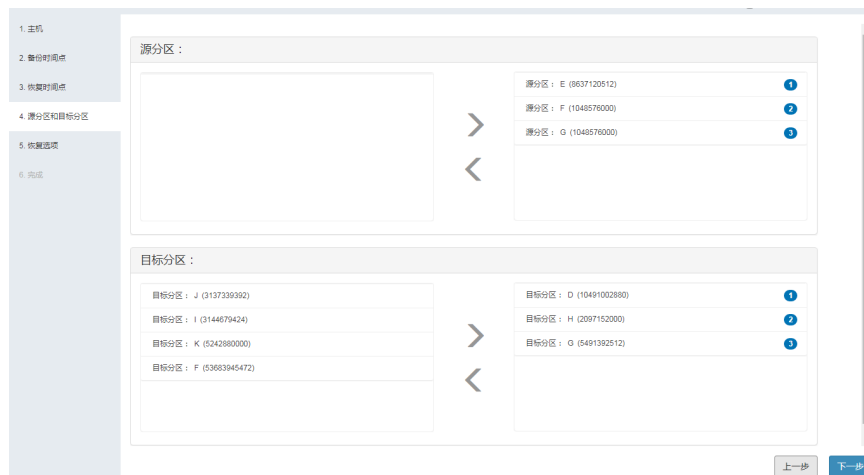 1. 主机
2. 备份时间点
3. 恢复时间点
4. 源分区和目标分区
5. 恢复选项
6. 完成
源分区：
源分区： E (8637120512) 1
源分区： F (1048576000) 2
源分区： G (1048576000) 3
目标分区：
目标分区： J (3137339392)
目标分区： I (3144679424)
目标分区： K (5242880000)
目标分区： F (53683945472)
目标分区： D (10491002880) 1
目标分区： H (2097152000) 2
目标分区： G (5491392512) 3
上一步 下一步